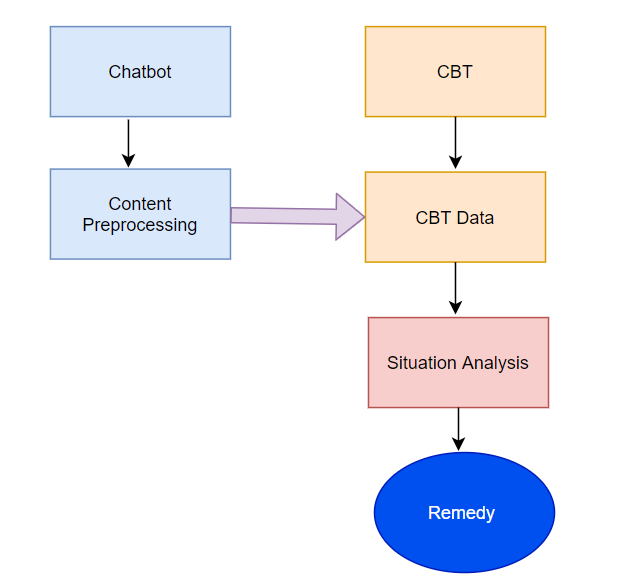 Chatbot
CBT
Content
Preprocessing
CBT Data
Situation Analysis
Remedy